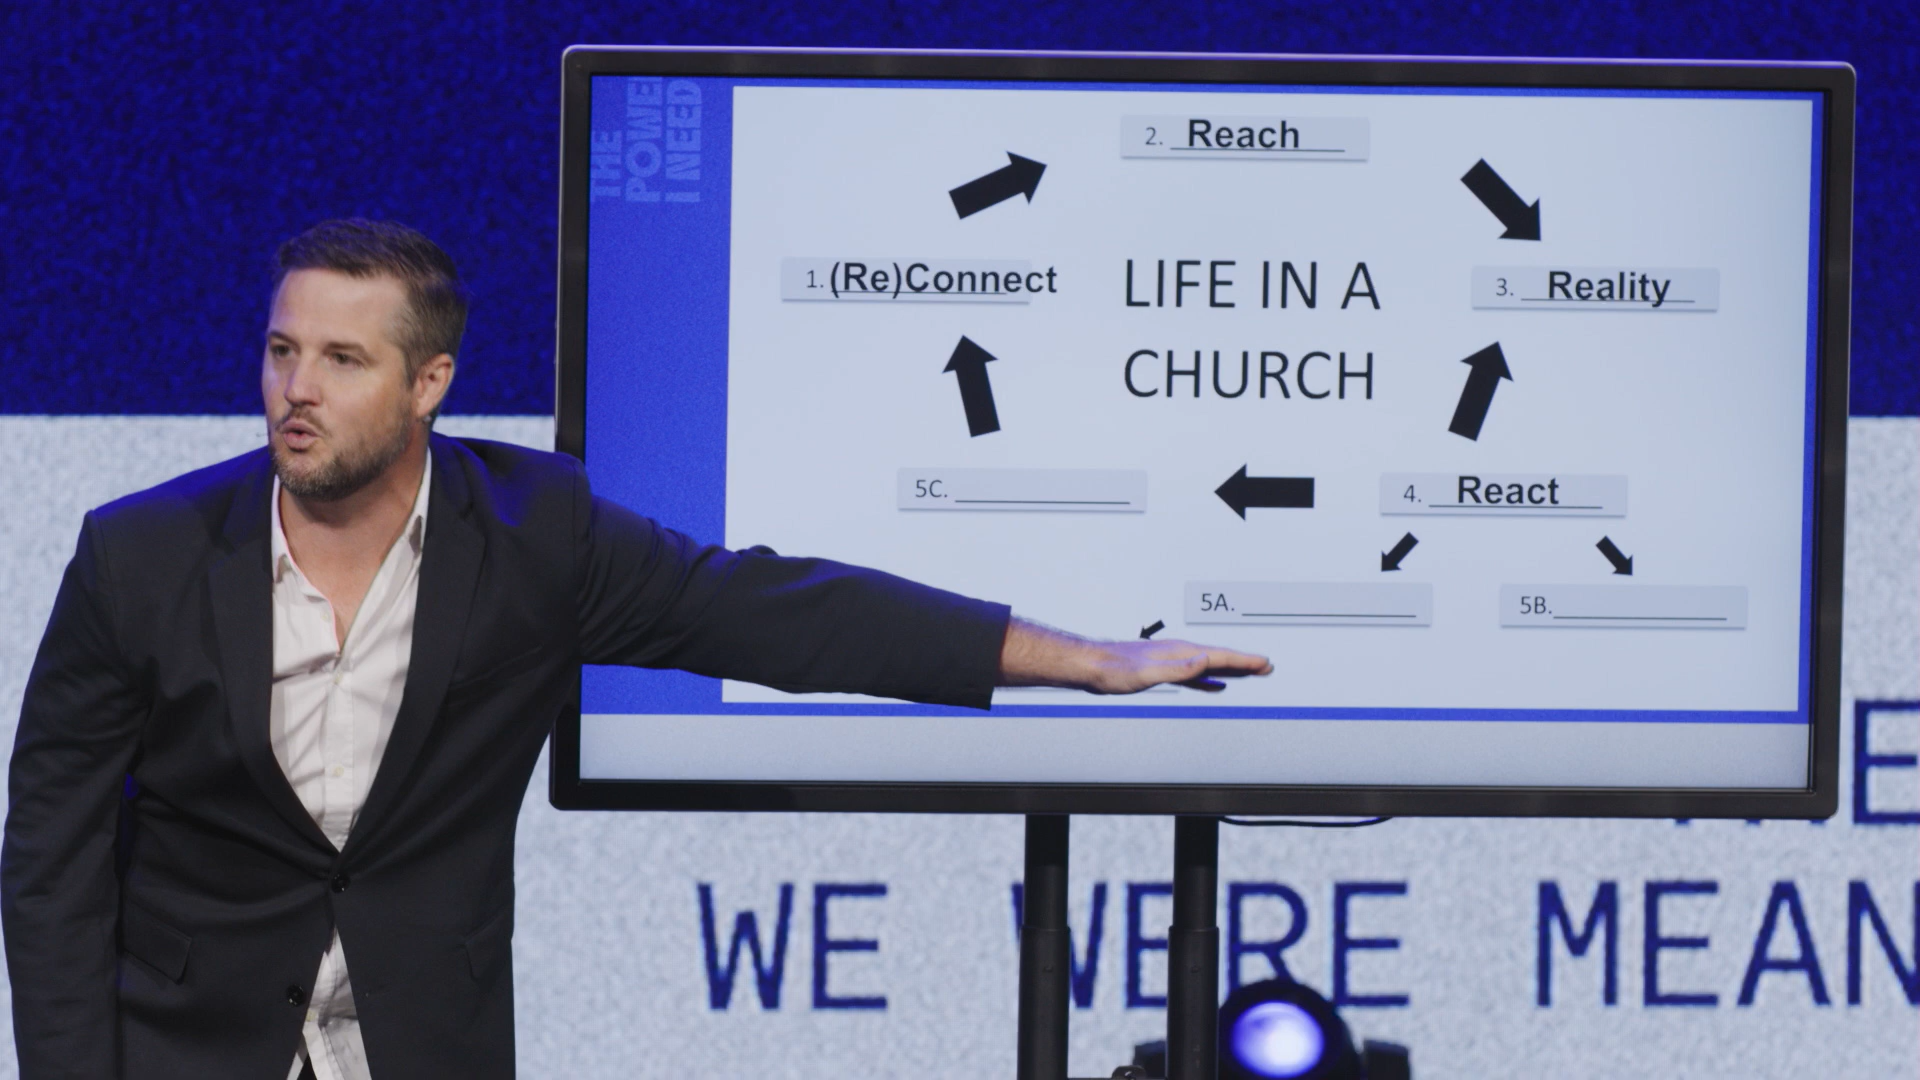 THE
POWER
I NEED
2. Reach
1. (Re)Connect
LIFE IN A
CHURCH
3. Reality
5C.
4. React
5A.
5B.
WE WERE MEAN